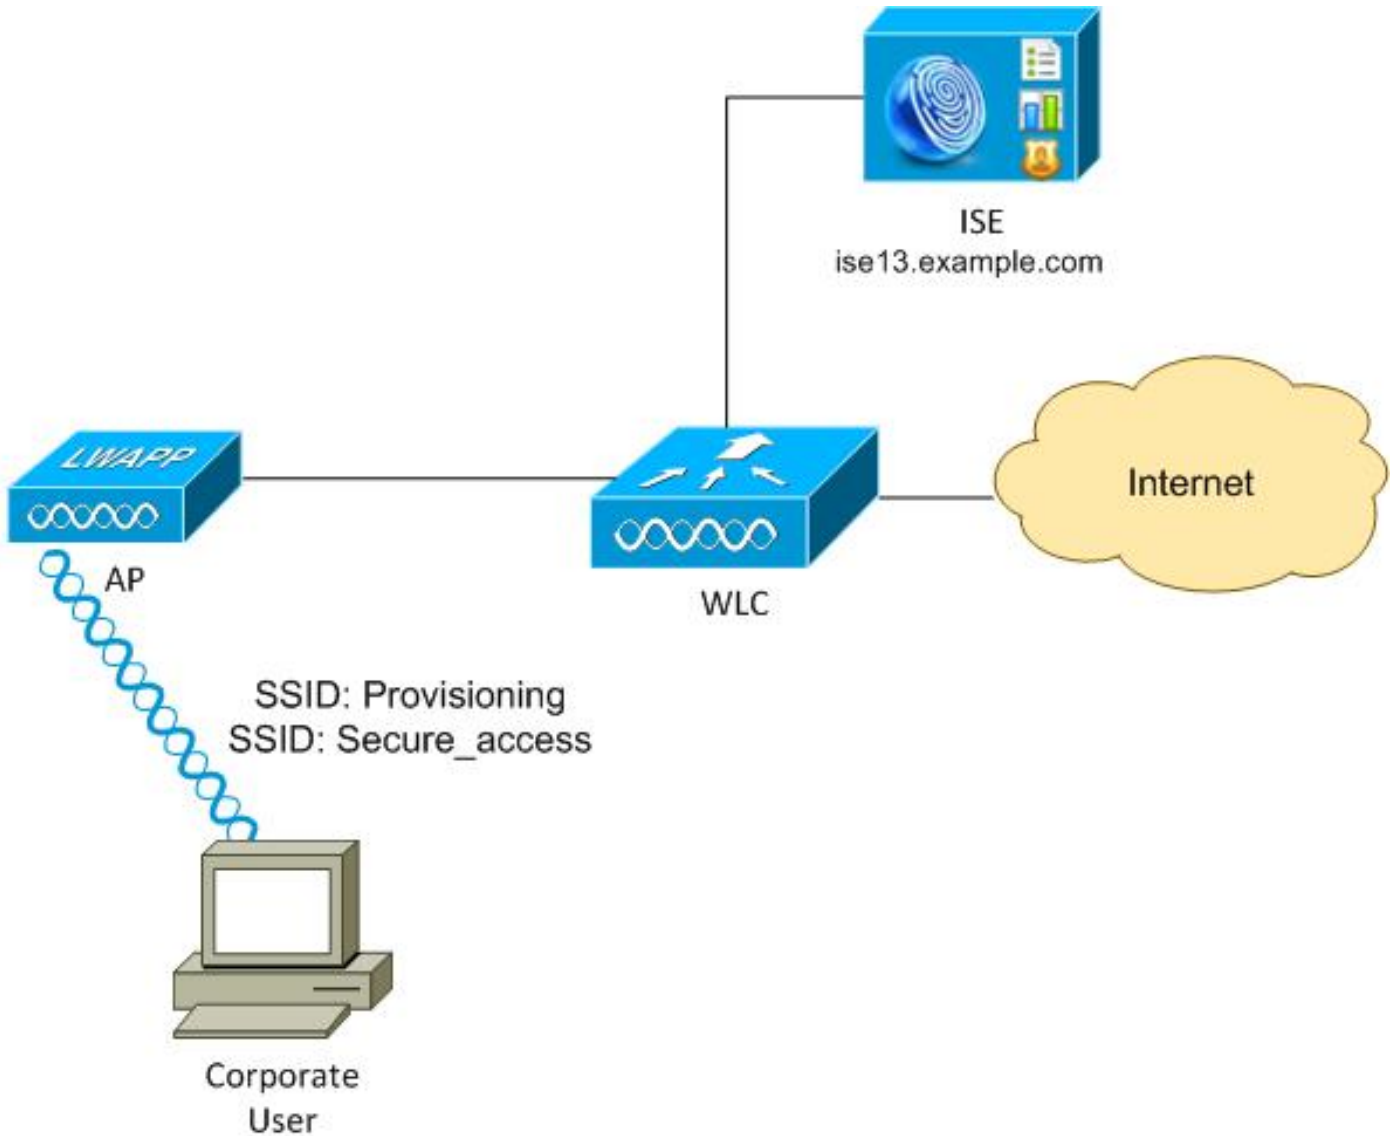 ISE
ise13.example.com
LWAPP
Internet
AP
WLC
SSID: Provisioning
SSID: Secure_access
Corporate
User